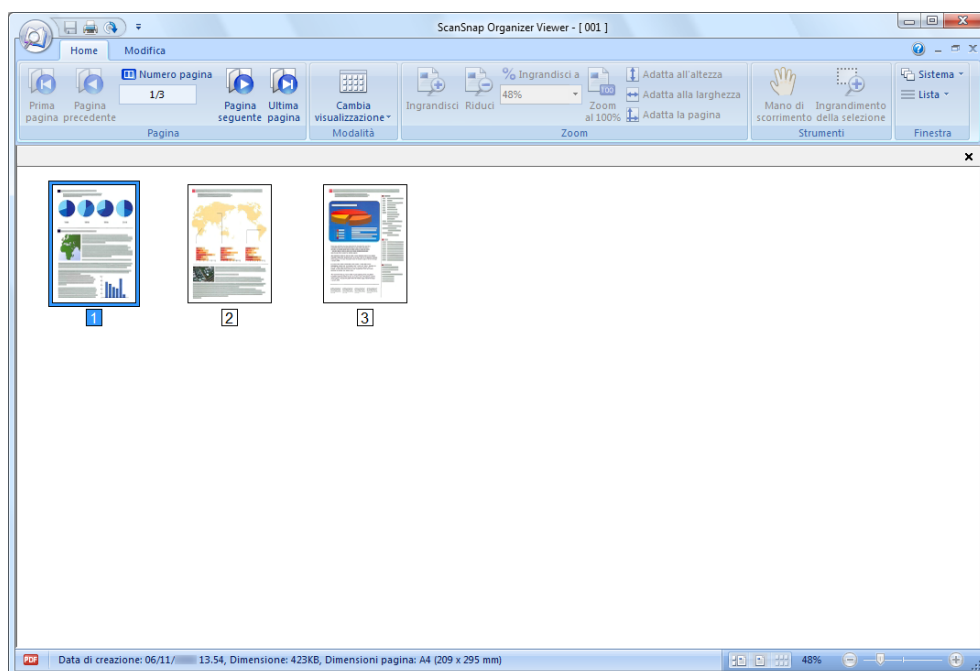 ScanSnap Organizer Viewer - [ 001 ]
Home Modifica
Prima pagina
Pagina precedente
Numero pagina
1/3
Pagina seguente
Ultima pagina
Pagina
Cambia visualizzazione
Modalità
Ingrandisci
Riduci
% Ingrandisci a
48%
Zoom al 100%
Adatta all'altezza
Adatta alla larghezza
Adatta la pagina
Zoom
Mano di scorrimento
Ingrandimento della selezione
Strumenti
Sistema
Lista
Finestra
1
2
3
PDF Data di creazione: 06/11/ 13.54, Dimensione: 423KB, Dimensioni pagina: A4 (209 x 295 mm) 48%